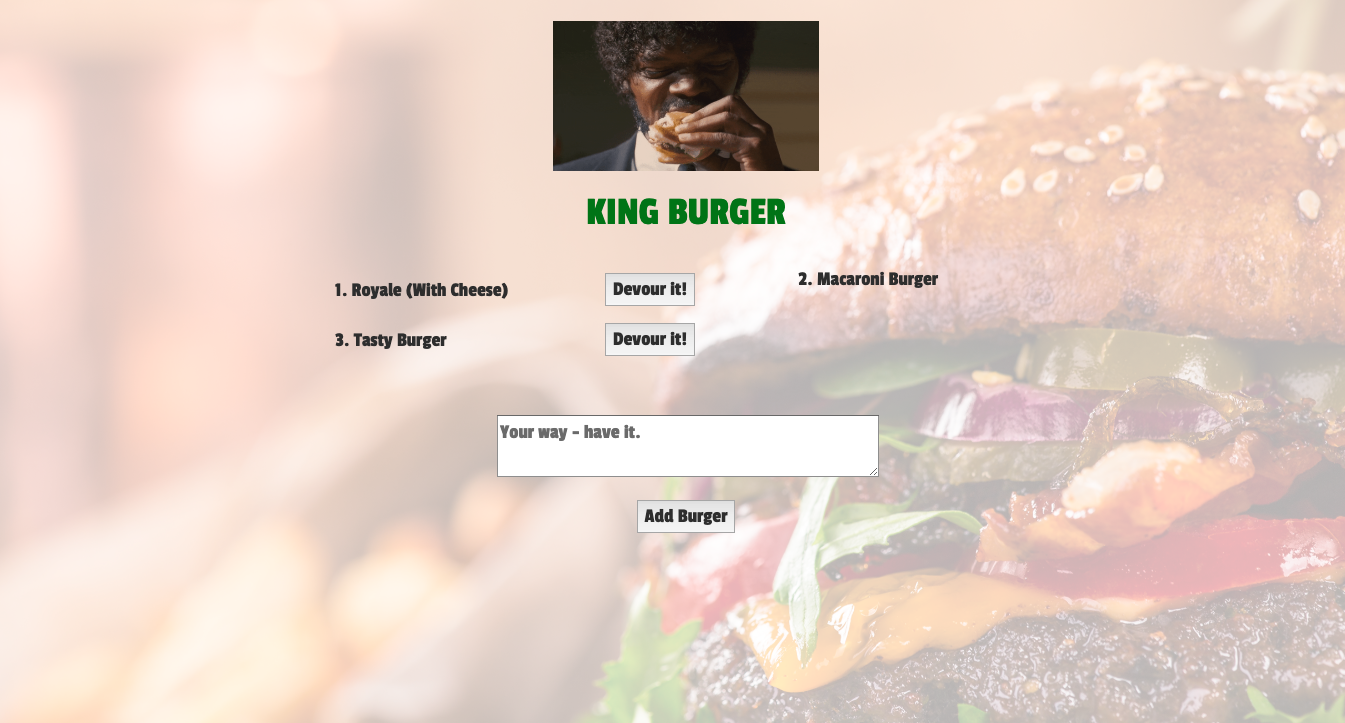 KING BURGER
1. Royale (With Cheese)
Devour it!
2. Macaroni Burger
3. Tasty Burger
Devour it!
Your way - have it.
Add Burger